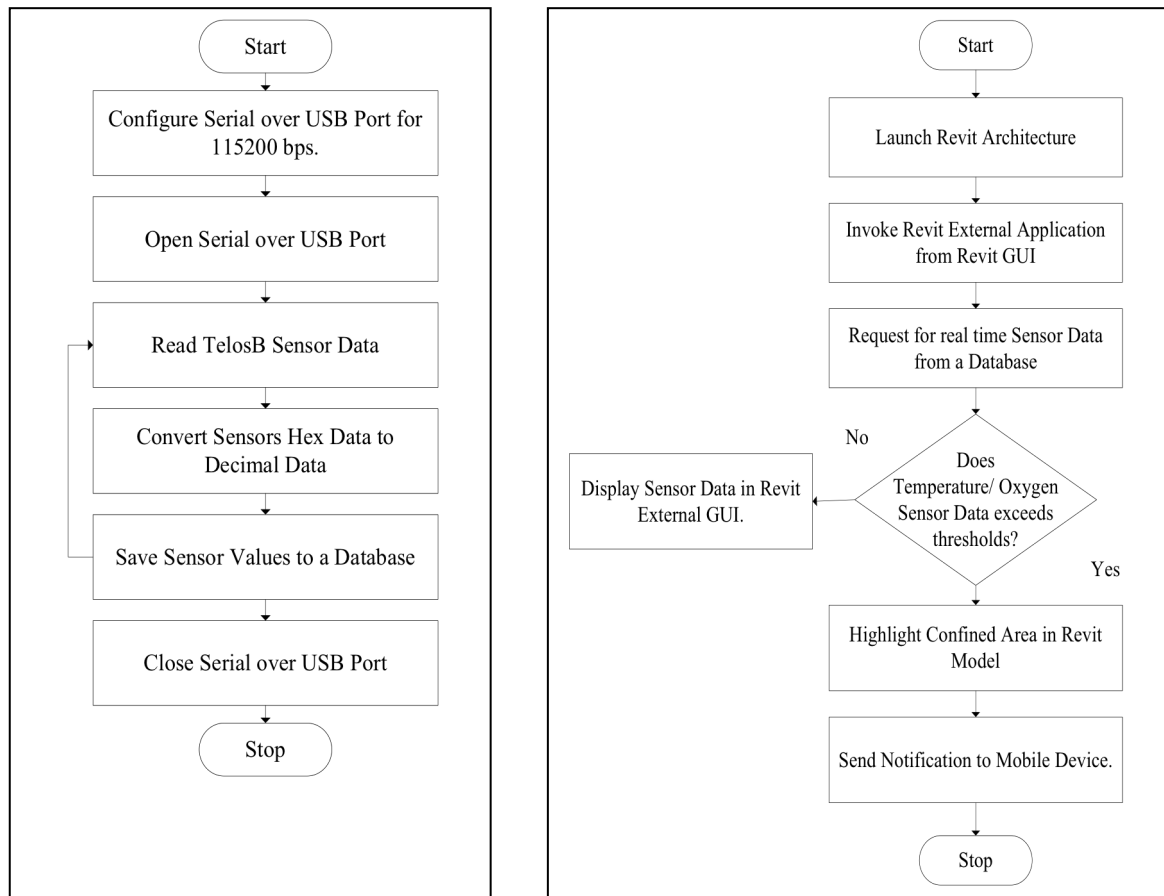 Start
Configure Serial over USB Port for
115200 bps.
Open Serial over USB Port
Read TelosB Sensor Data
Convert Sensors Hex Data to
Decimal Data
Save Sensor Values to a Database
Close Serial over USB Port
Stop
Start
Launch Revit Architecture
Invoke Revit External Application
from Revit GUI
Request for real time Sensor Data
from a Database
No
Does
Temperature/ Oxygen
Sensor Data exceeds
thresholds?
Display Sensor Data in Revit
External GUI.
Yes
Highlight Confined Area in Revit
Model
Send Notification to Mobile Device.
Stop